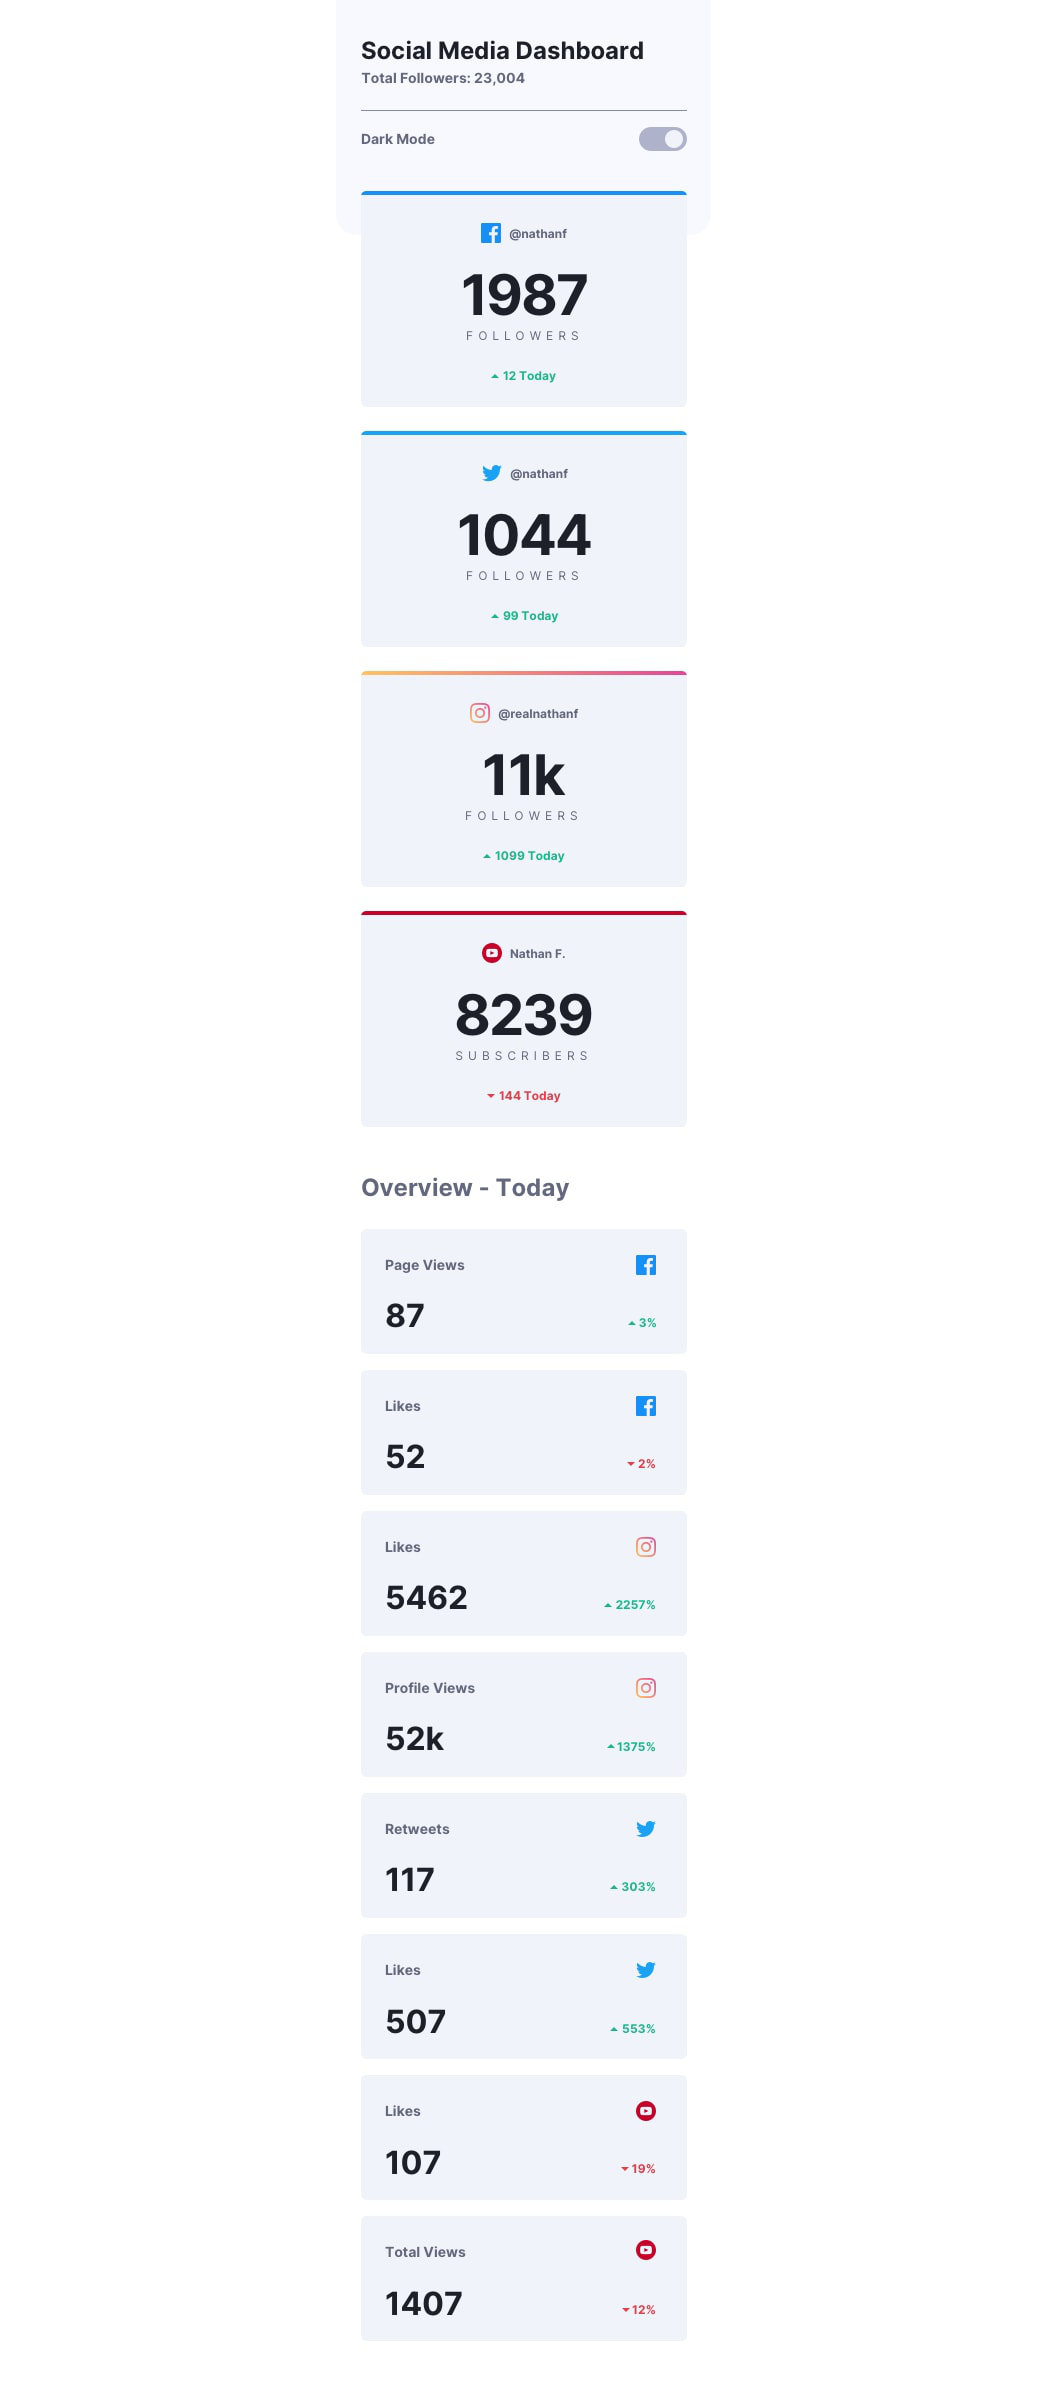 Social Media Dashboard
Total Followers: 23,004
Dark Mode
@nathanf
1987
FOLLOWERS
12 Today
@nathanf
1044
FOLLOWERS
99 Today
@realnathanf
11k
FOLLOWERS
1099 Today
Nathan F.
8239
SUBSCRIBERS
144 Today
Overview - Today
Page Views
87
3%
Likes
52
2%
Likes
5462
2257%
Profile Views
52k
1375%
Retweets
117
303%
Likes
507
553%
Likes
107
19%
Total Views
1407
12%